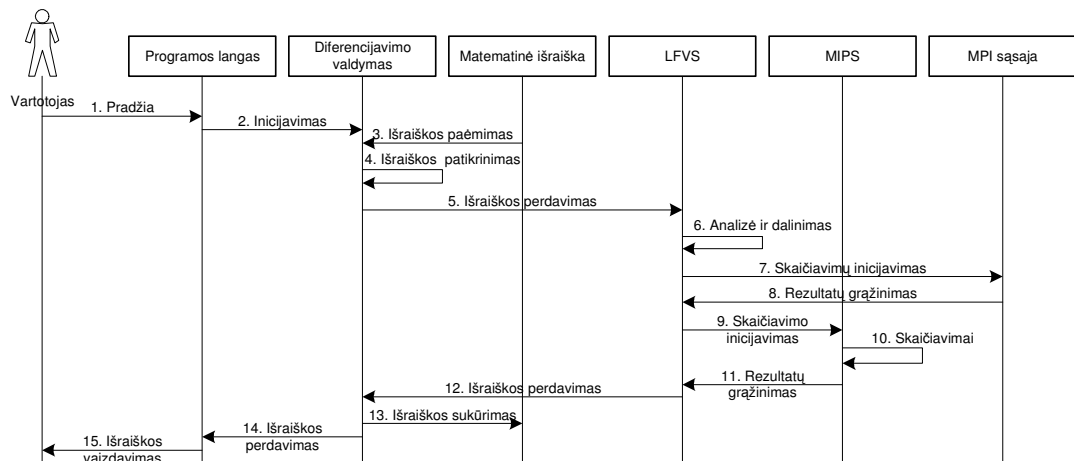 Programos langas
Diferencijavimo
valdymas
Matematinė išraiška
LFVS
MIPS
MPI sąsaja
Vartotojas
1. Pradžia
2. Inicijavimas
3. Išraiškos paėmimas
4. Išraiškos patikrinimas
5. Išraiškos perdavimas
6. Analizė ir dalinimas
7. Skaičiavimų inicijavimas
8. Rezultatų grąžinimas
9. Skaičiavimo
inicijavimas
10. Skaičiavimai
11. Rezultatų
grąžinimas
12. Išraiškos perdavimas
13. Išraiškos sukūrimas
14. Išraiškos
perdavimas
15. Išraiškos
vaizdavimas